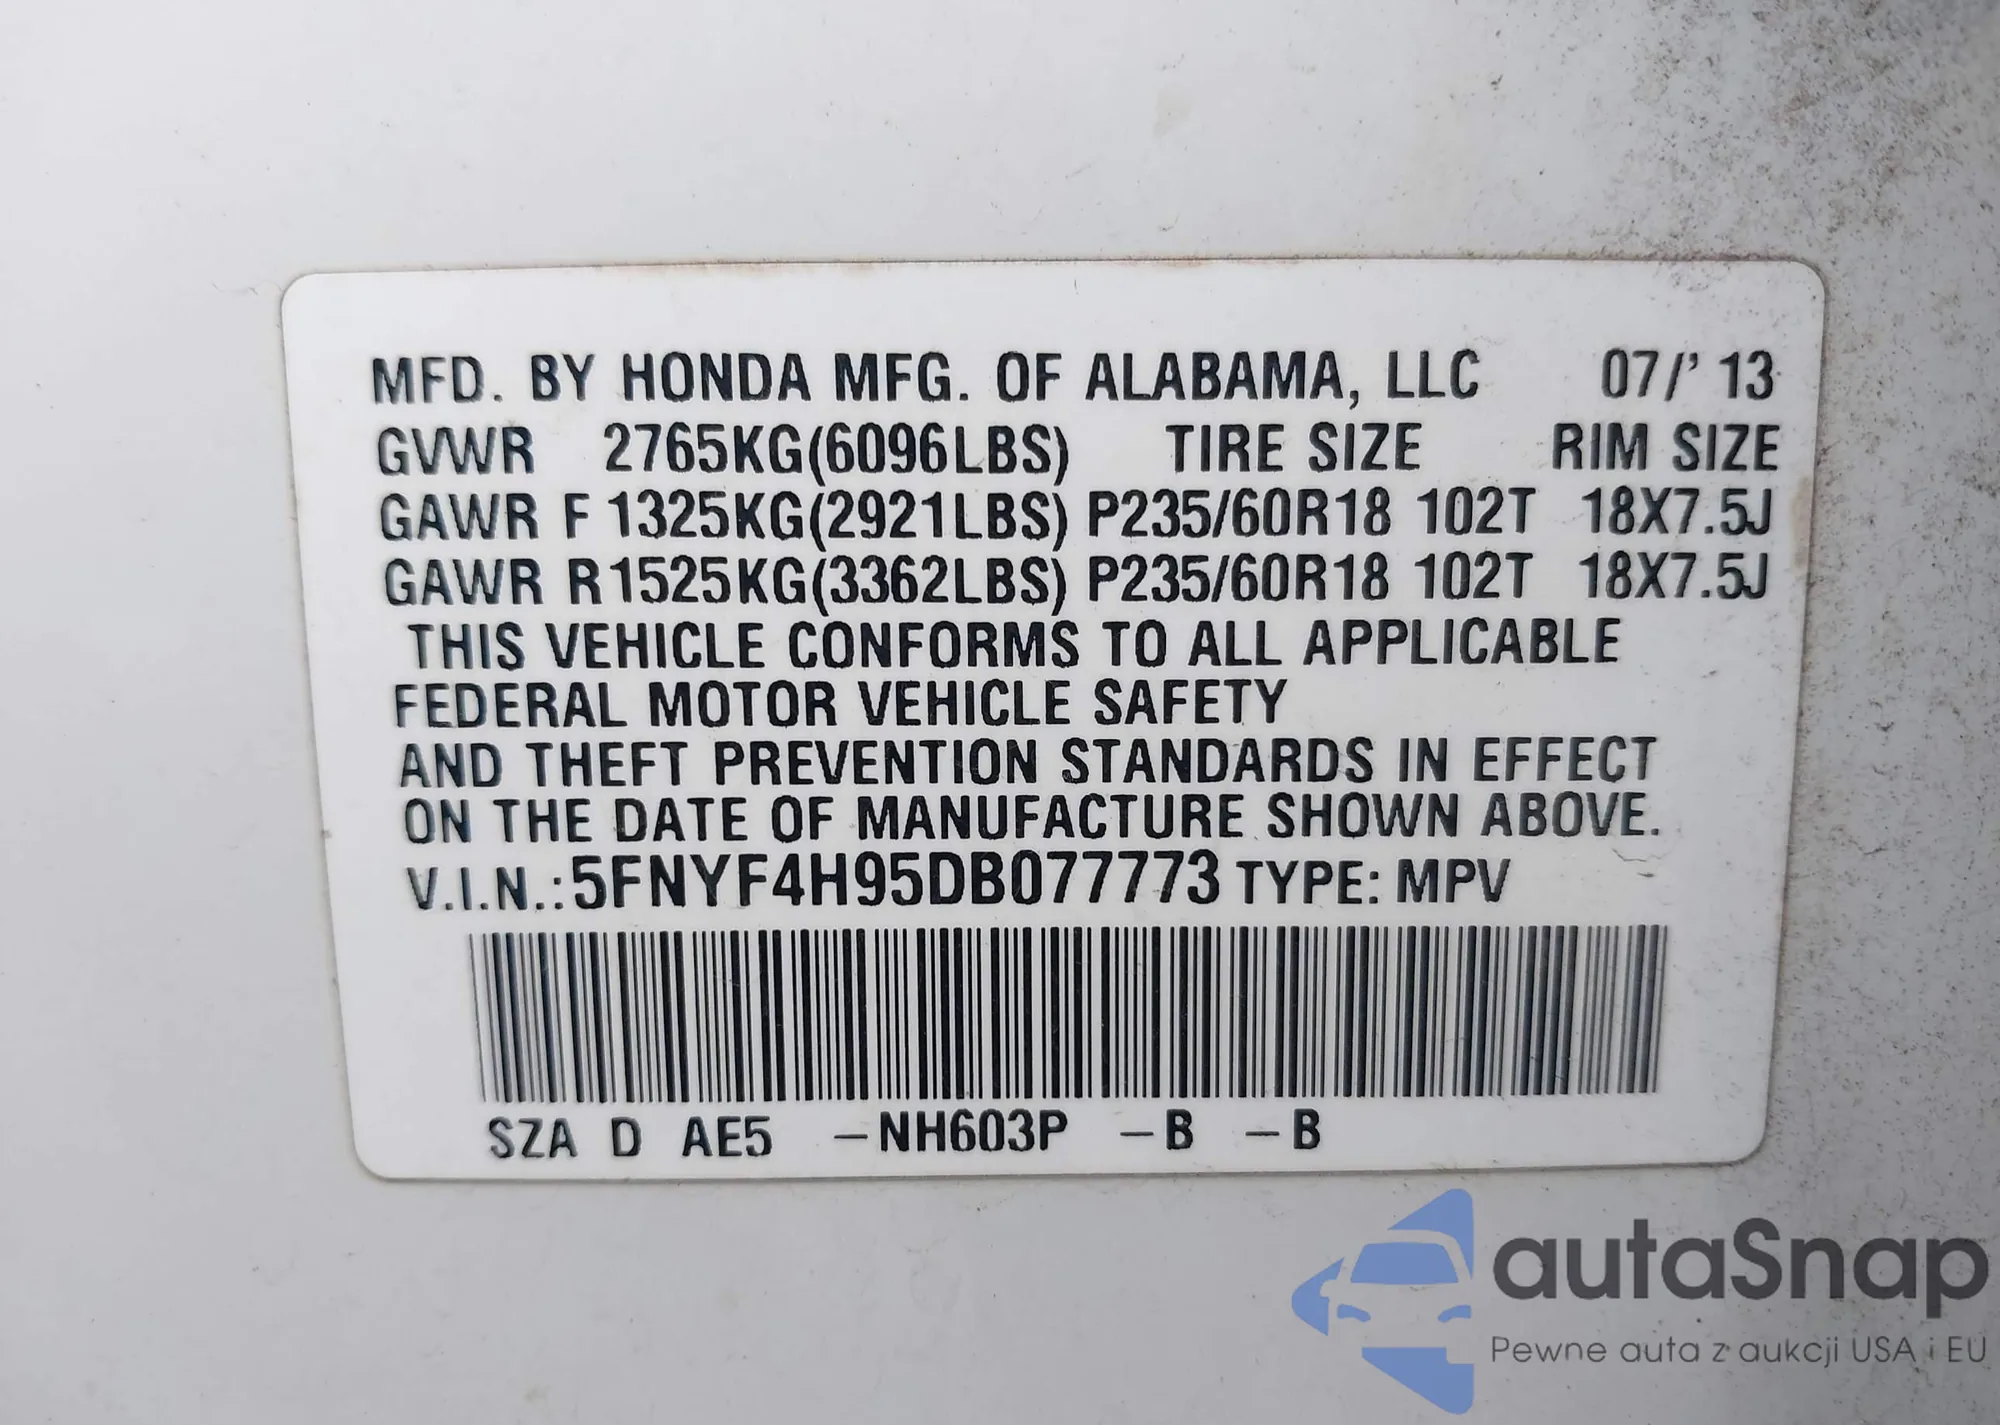 MFD. BY HONDA MFG. OF ALABAMA, LLC 07/' 13
GVWR 2765KG(6096LBS) TIRE SIZE RIM SIZE
GAWR F 1325KG(2921LBS) P235/60R18 102T 18X7.5J
GAWR R 1525KG(3362LBS) P235/60R18 102T 18X7.5J
THIS VEHICLE CONFORMS TO ALL APPLICABLE
FEDERAL MOTOR VEHICLE SAFETY
AND THEFT PREVENTION STANDARDS IN EFFECT
ON THE DATE OF MANUFACTURE SHOWN ABOVE.
V.I.N.:5FNYF4H95DB077773 TYPE: MPV
SZA D AE5 –NH603P –B –B
autaSnap
Pewne auta z aukcji USA i EU